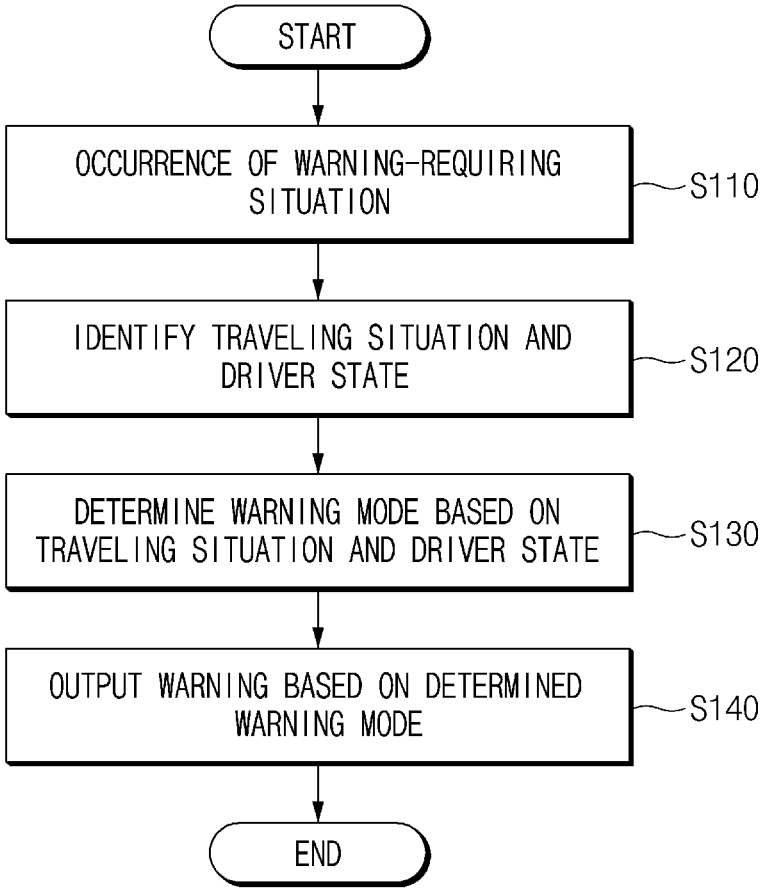 START
OCCURRENCE OF WARNING-REQUIRING
SITUATION
S110
IDENTIFY TRAVELING SITUATION AND
DRIVER STATE
S120
DETERMINE WARNING MODE BASED ON
TRAVELING SITUATION AND DRIVER STATE
S130
OUTPUT WARNING BASED ON DETERMINED
WARNING MODE
S140
END